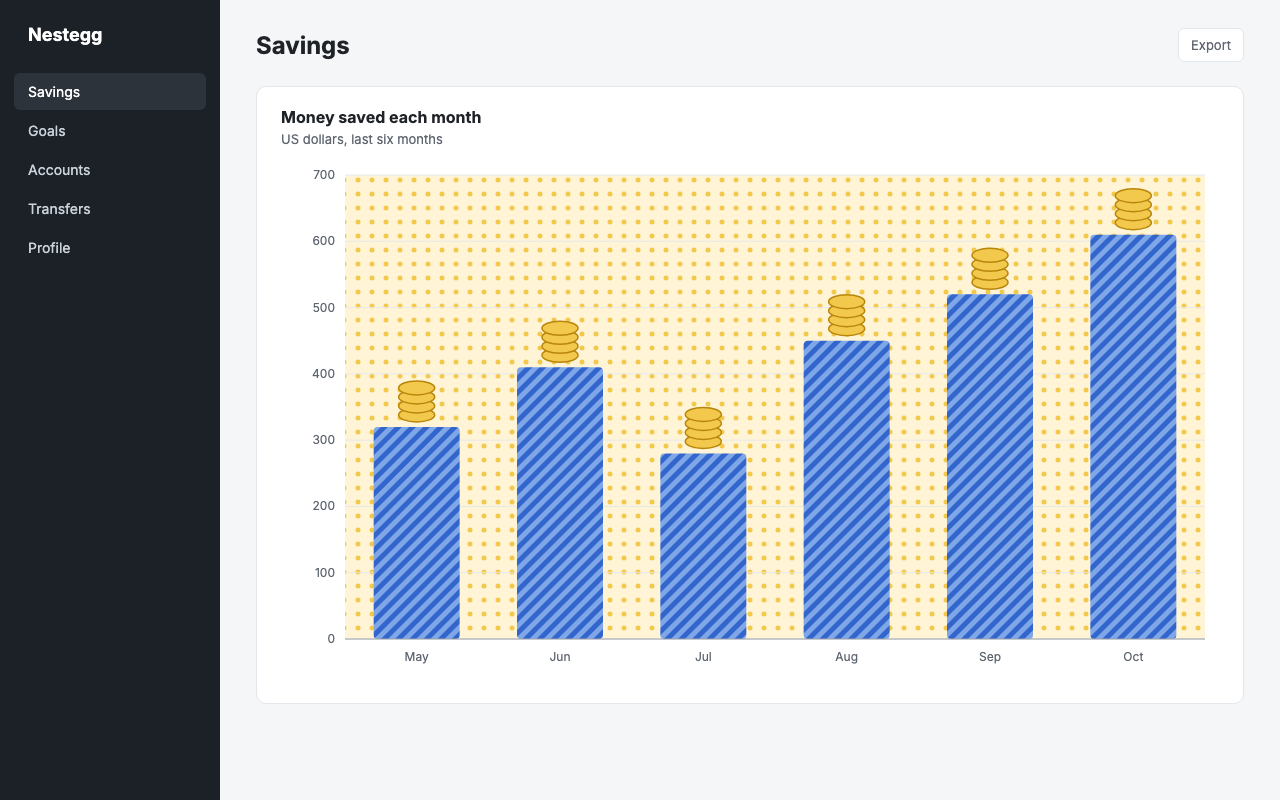 Nestegg
Savings
Goals
Accounts
Transfers
Profile
Savings
Export
Money saved each month
US dollars, last six months
700
600
500
400
300
200
100
0
May
Jun
Jul
Aug
Sep
Oct